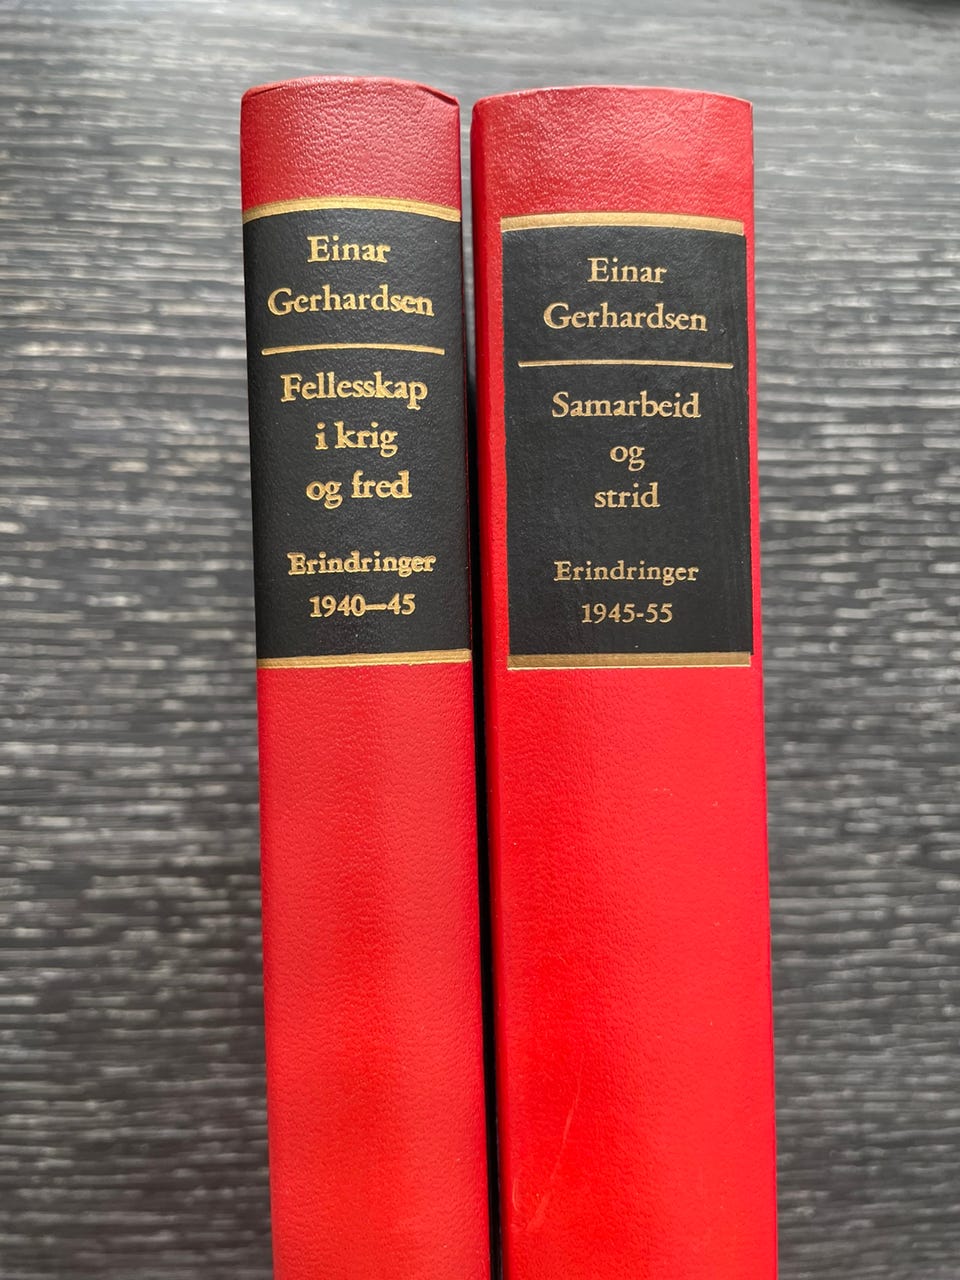 Einar
Gerhardsen
Fellesskap
i krig
og fred
Erindringer
1940—45
Einar
Gerhardsen
Samarbeid
og
strid
Erindringer
1945-55